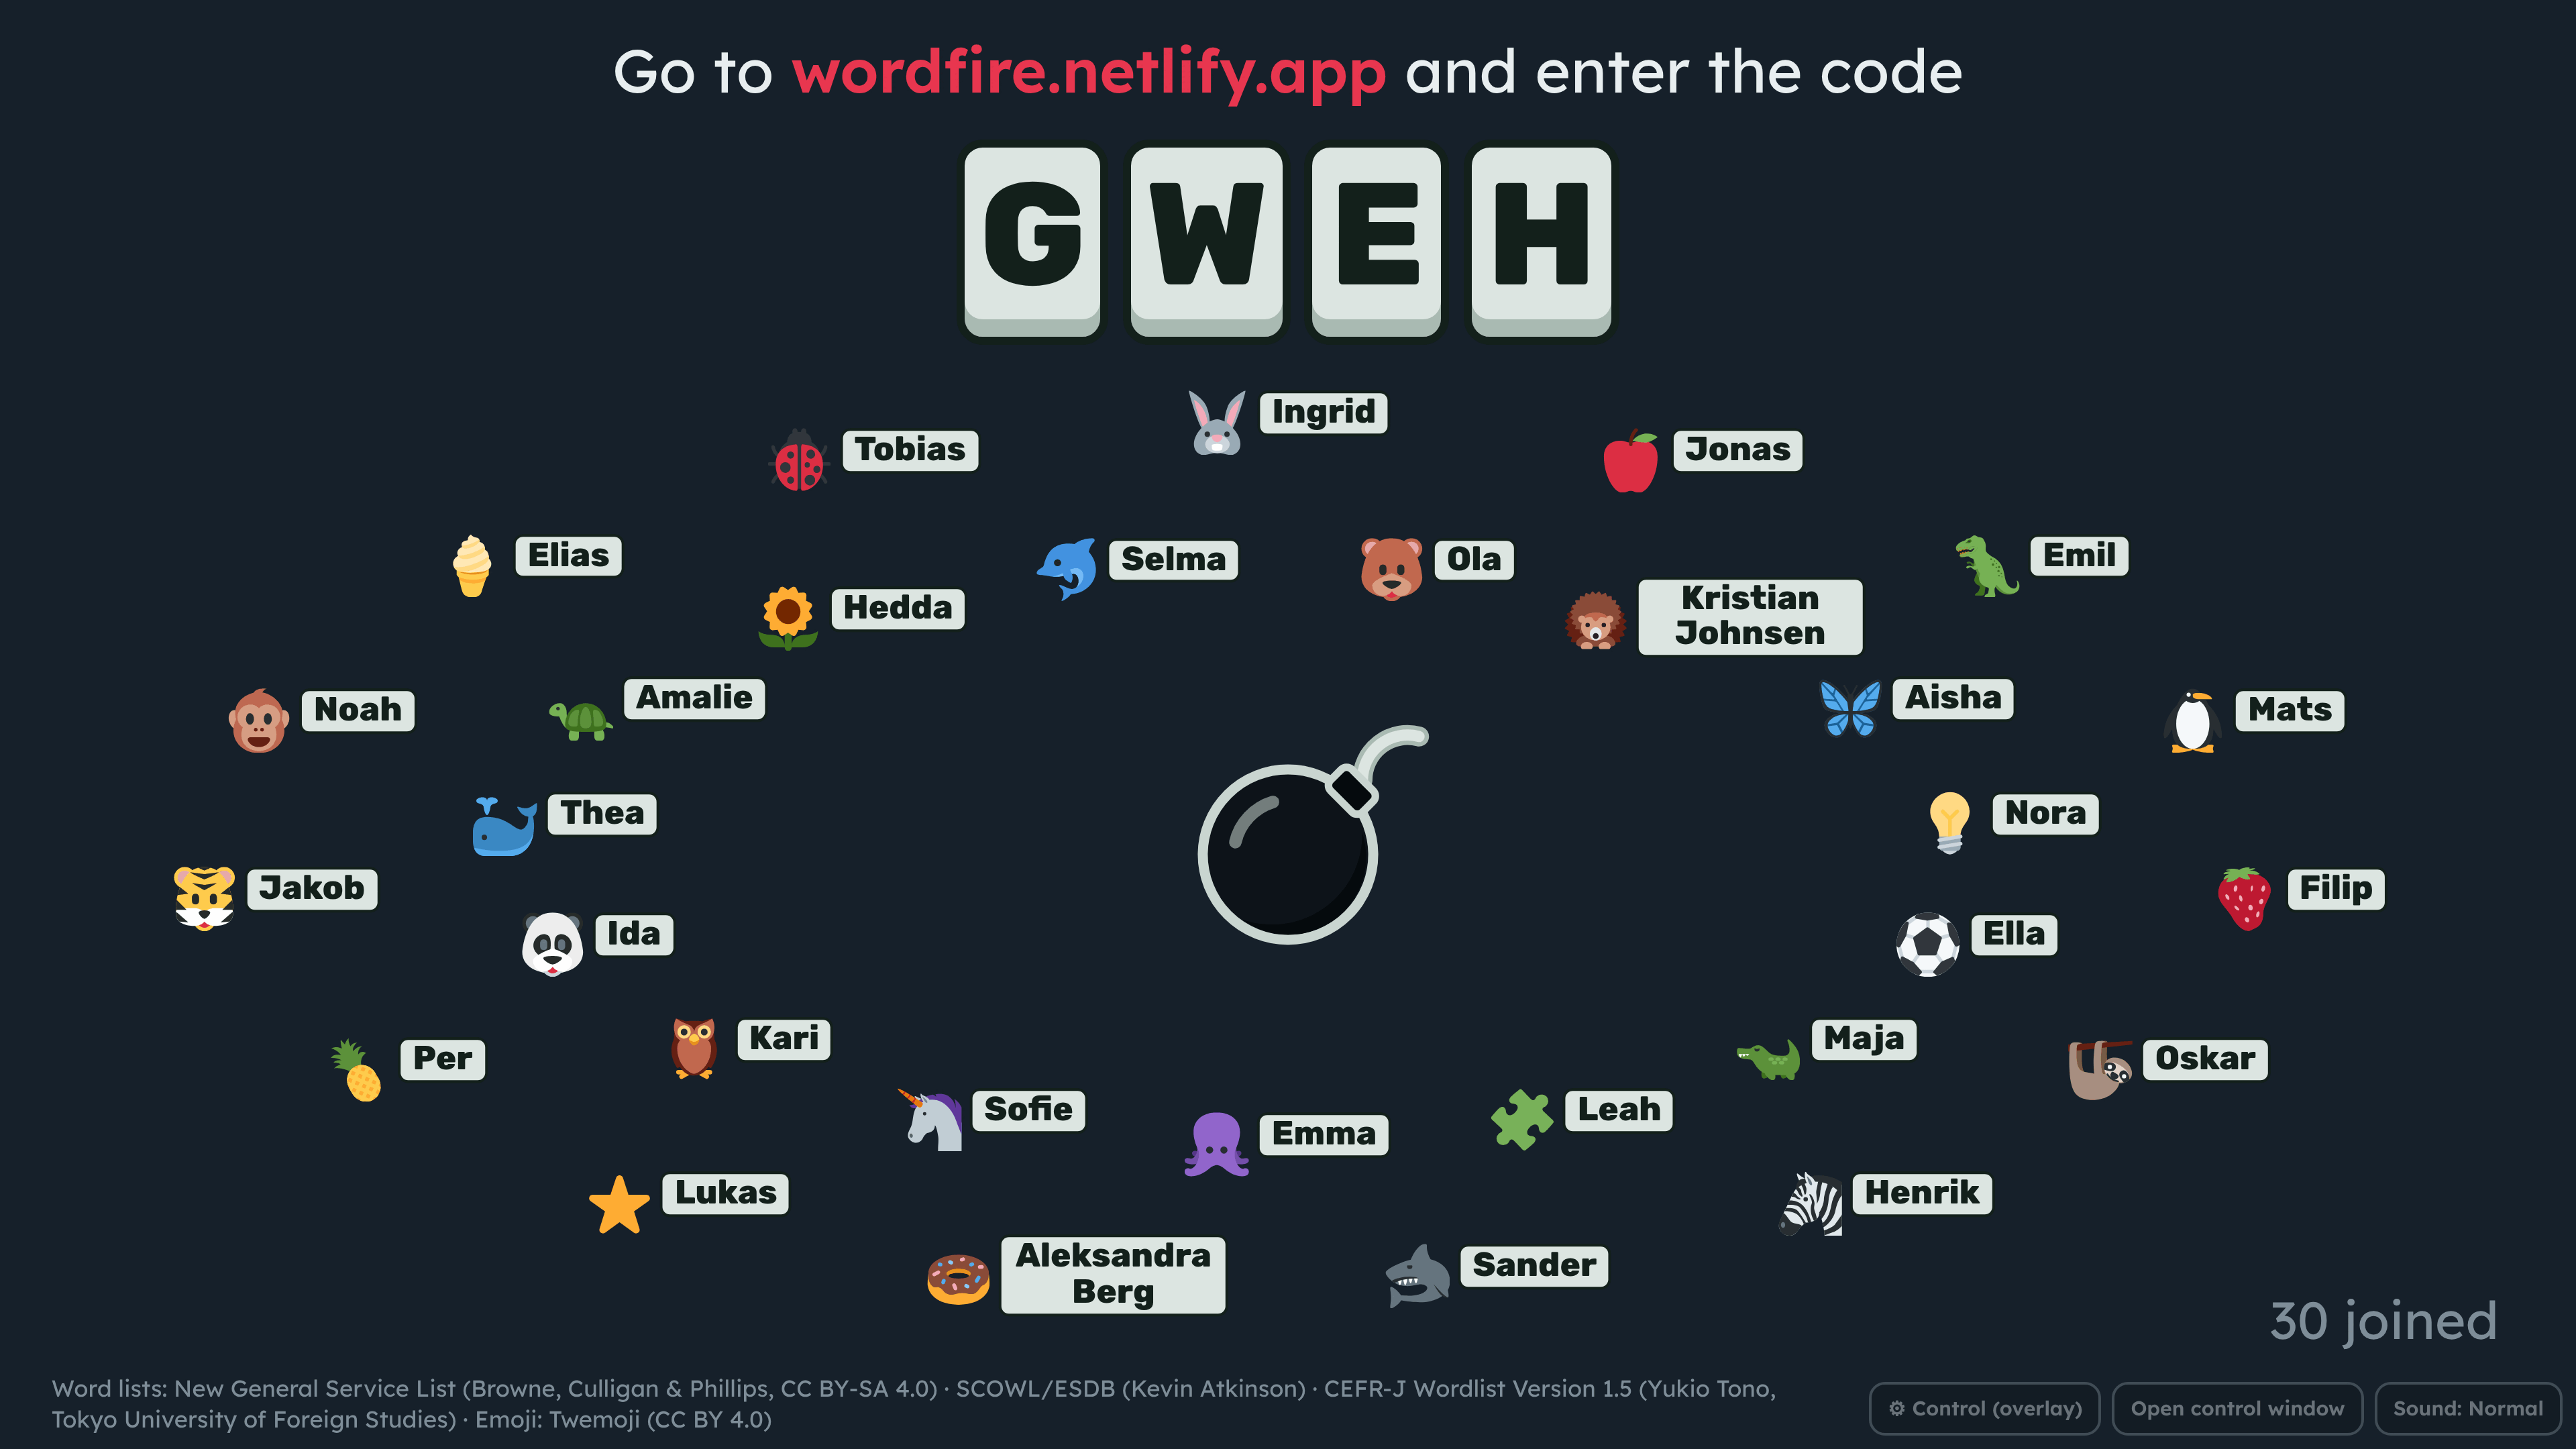 Go to wordfire.netlify.app and enter the code
GWEH
Ingrid
Tobias
Jonas
Elias
Selma
Ola
Emil
Hedda
Kristian
Johnsen
Noah
Amalie
Aisha
Mats
Thea
Nora
Jakob
Filip
Ida
Ella
Per
Kari
Maja
Oskar
Sofie
Emma
Leah
Lukas
Henrik
Aleksandra
Berg
Sander
30 joined
Word lists: New General Service List (Browne, Culligan & Phillips, CC BY-SA 4.0) · SCOWL/ESDB (Kevin Atkinson) · CEFR-J Wordlist Version 1.5 (Yukio Tono,
Tokyo University of Foreign Studies) · Emoji: Twemoji (CC BY 4.0)
⚙ Control (overlay)
Open control window
Sound: Normal